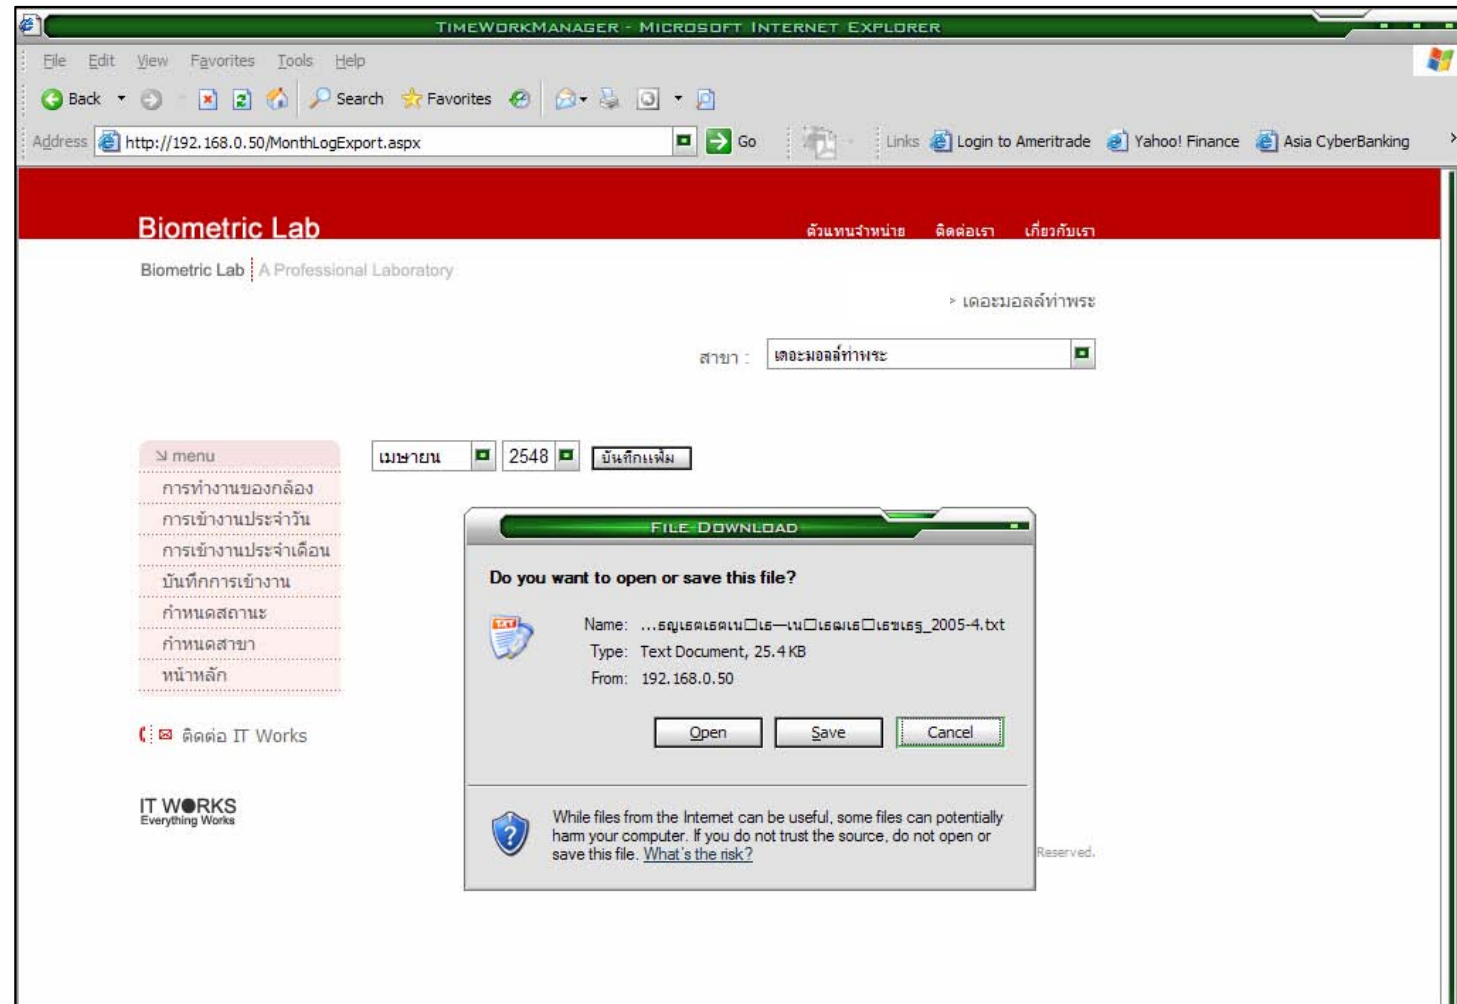 TimeWorkManager - Microsoft Internet Explorer
File Edit View Favorites Tools Help
Back Search Favorites
Address http://192.168.0.50/MonthLogExport.aspx Go Links Login to Ameritrade Yahoo! Finance Asia CyberBanking
Biometric Lab ตัวแทนจำหน่าย ติดต่อเรา เกี่ยวกับเรา
Biometric Lab A Professional Laboratory
> เดอะมอลล์ท่าพระ
สาขา : เดอะมอลล์ท่าพระ
menu เมษายน 2548 บันทึกแฟ้ม
การทำงานของกล้อง
การเข้างานประจำวัน
การเข้างานประจำเดือน
บันทึกการเข้างาน
กำหนดสถานะ
กำหนดสาขา
หน้าหลัก
ติดต่อ IT Works
IT WORKS
Everything Works
File Download
Do you want to open or save this file?
Name: _2005-4.txt
Type: Text Document, 25.4 KB
From: 192.168.0.50
Open Save Cancel
While files from the Internet can be useful, some files can potentially
harm your computer. If you do not trust the source, do not open or
save this file. What's the risk?
Reserved.